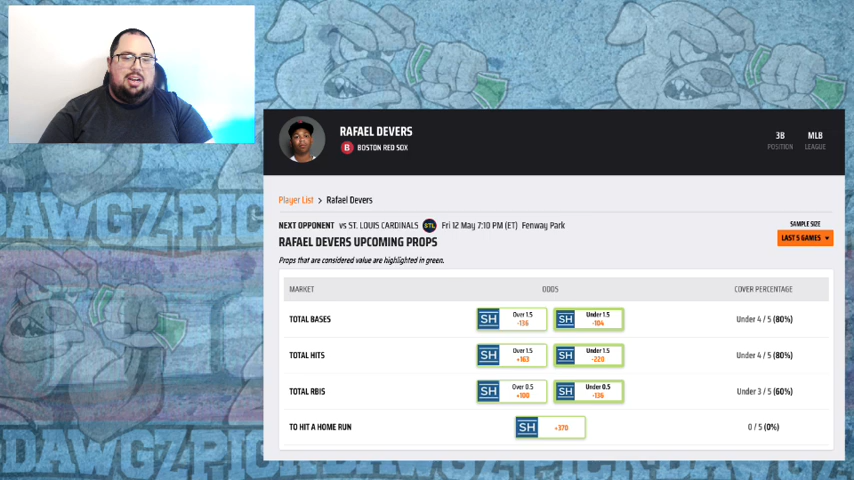 RAFAEL DEVERS
B BOSTON RED SOX
3B
POSITION
MLB
LEAGUE
Player List > Rafael Devers
NEXT OPPONENT vs ST. LOUIS CARDINALS STL Fri 12 May 7:10 PM (ET) Fenway Park
SAMPLE SIZE
LAST 5 GAMES
RAFAEL DEVERS UPCOMING PROPS
Props that are considered value are highlighted in green.
MARKET ODDS COVER PERCENTAGE
TOTAL BASES SH Over 1.5 -136 SH Under 1.5 -104 Under 4 / 5 (80%)
TOTAL HITS SH Over 1.5 +163 SH Under 1.5 -220 Under 4 / 5 (80%)
TOTAL RBIS SH Over 0.5 +100 SH Under 0.5 -136 Under 3 / 5 (60%)
TO HIT A HOME RUN SH +370 0 / 5 (0%)
DAWGZPICK
DAWGZPICKDAWGZPICK